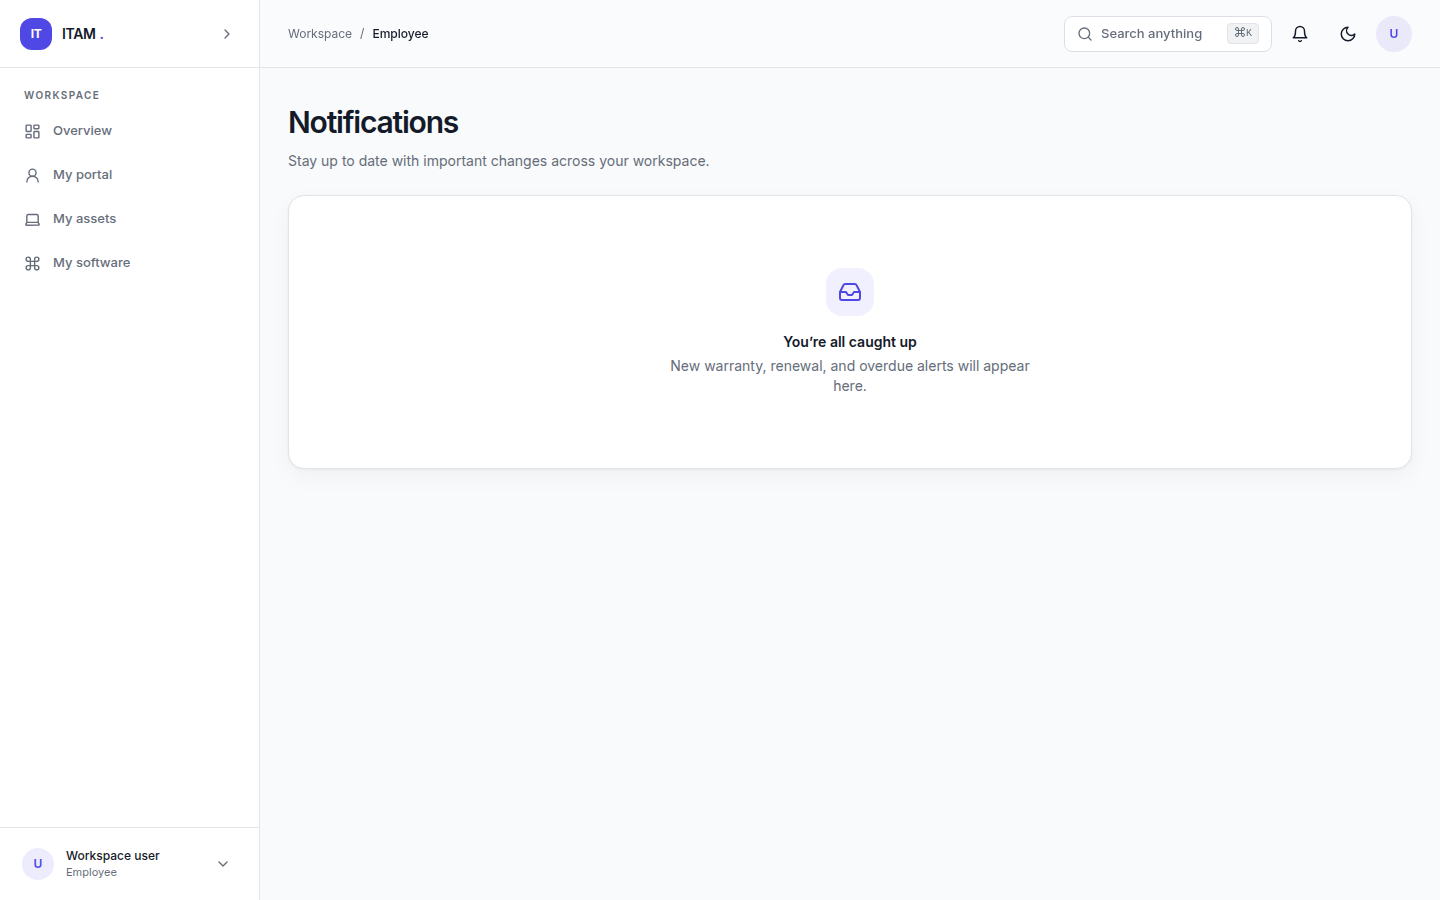 IT
ITAM .
Workspace / Employee
Search anything
⌘K
U
WORKSPACE
Overview
My portal
My assets
My software
Notifications
Stay up to date with important changes across your workspace.
You're all caught up
New warranty, renewal, and overdue alerts will appear
here.
U
Workspace user
Employee